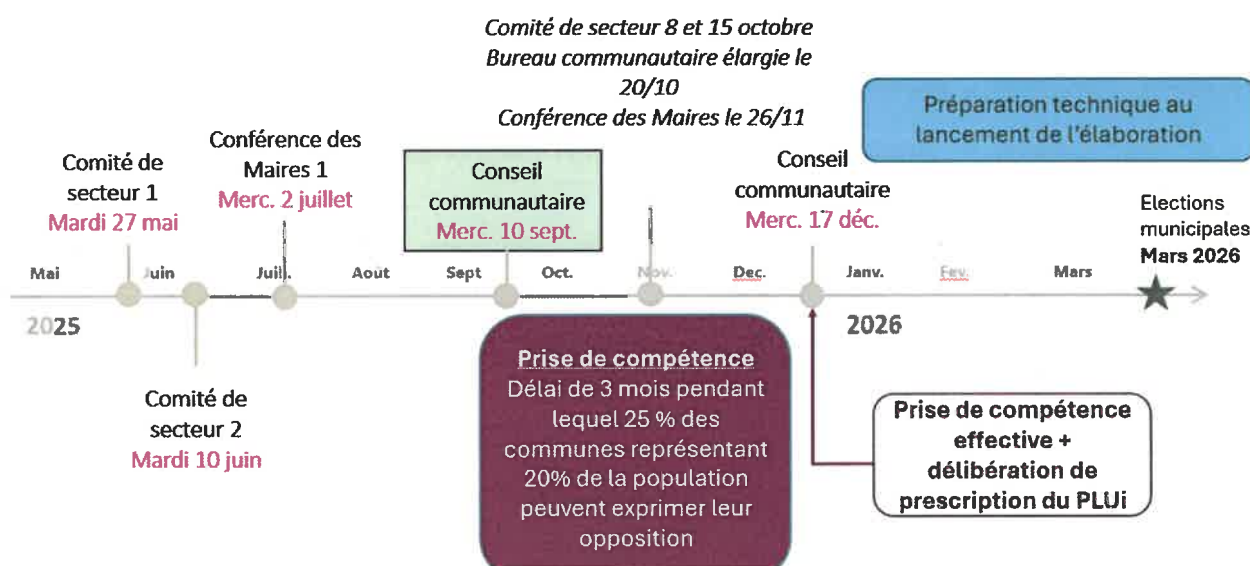 Comité de secteur 8 et 15 octobre
Bureau communautaire élargie le
20/10
Conférence des Maires le 26/11
Préparation technique au
lancement de l'élaboration
Comité de
secteur 1
Mardi 27 mai
Conférence des
Maires 1
Merc. 2 juillet
Conseil
communautaire
Merc. 10 sept.
Conseil
communautaire
Merc. 17 déc.
Elections
municipales
Mars 2026
Mai Juin Juill. Aout Sept Oct. Nov. Dec. Janv. Fev. Mars
2025 2026
Comité de
secteur 2
Mardi 10 juin
Prise de compétence
Délai de 3 mois pendant
lequel 25 % des
communes représentant
20% de la population
peuvent exprimer leur
opposition
Prise de compétence
effective +
délibération de
prescription du PLUi